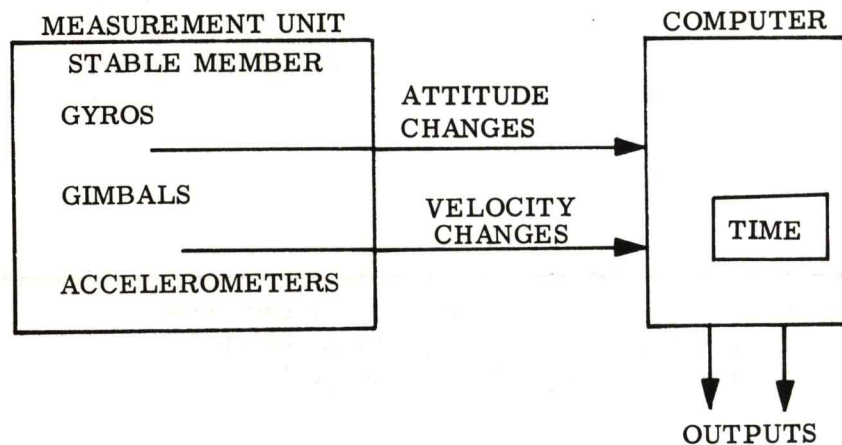 MEASUREMENT UNIT
STABLE MEMBER
GYROS
GIMBALS
ACCELEROMETERS
ATTITUDE
CHANGES
VELOCITY
CHANGES
COMPUTER
TIME
OUTPUTS